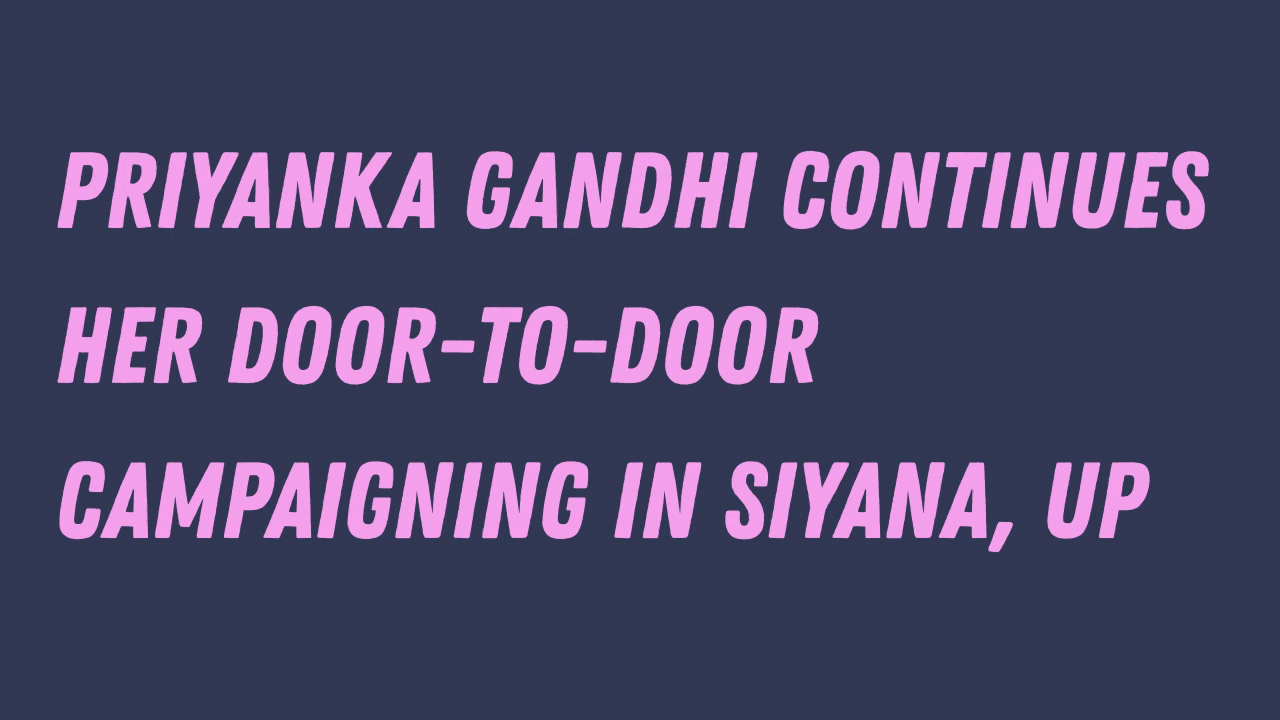 PRIYANKA GANDHI CONTINUES
HER DOOR-TO-DOOR
CAMPAIGNING IN SIYANA, UP